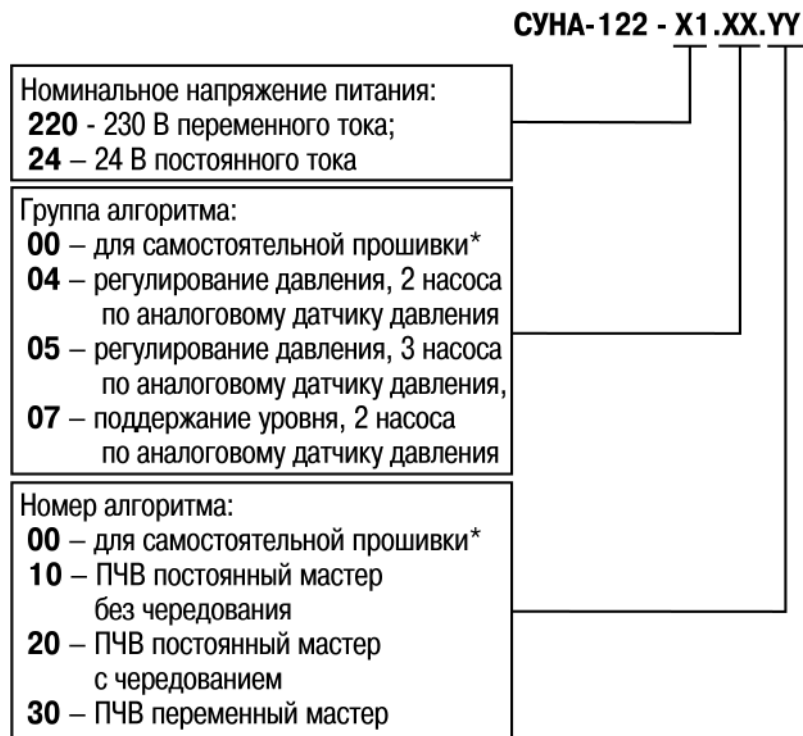 СУНА-122 - X1.XX.YY
Номинальное напряжение питания:
220 - 230 В переменного тока;
24 – 24 В постоянного тока
Группа алгоритма:
00 – для самостоятельной прошивки*
04 – регулирование давления, 2 насоса
по аналоговому датчику давления
05 – регулирование давления, 3 насоса
по аналоговому датчику давления,
07 – поддержание уровня, 2 насоса
по аналоговому датчику давления
Номер алгоритма:
00 – для самостоятельной прошивки*
10 – ПЧВ постоянный мастер
без чередования
20 – ПЧВ постоянный мастер
с чередованием
30 – ПЧВ переменный мастер